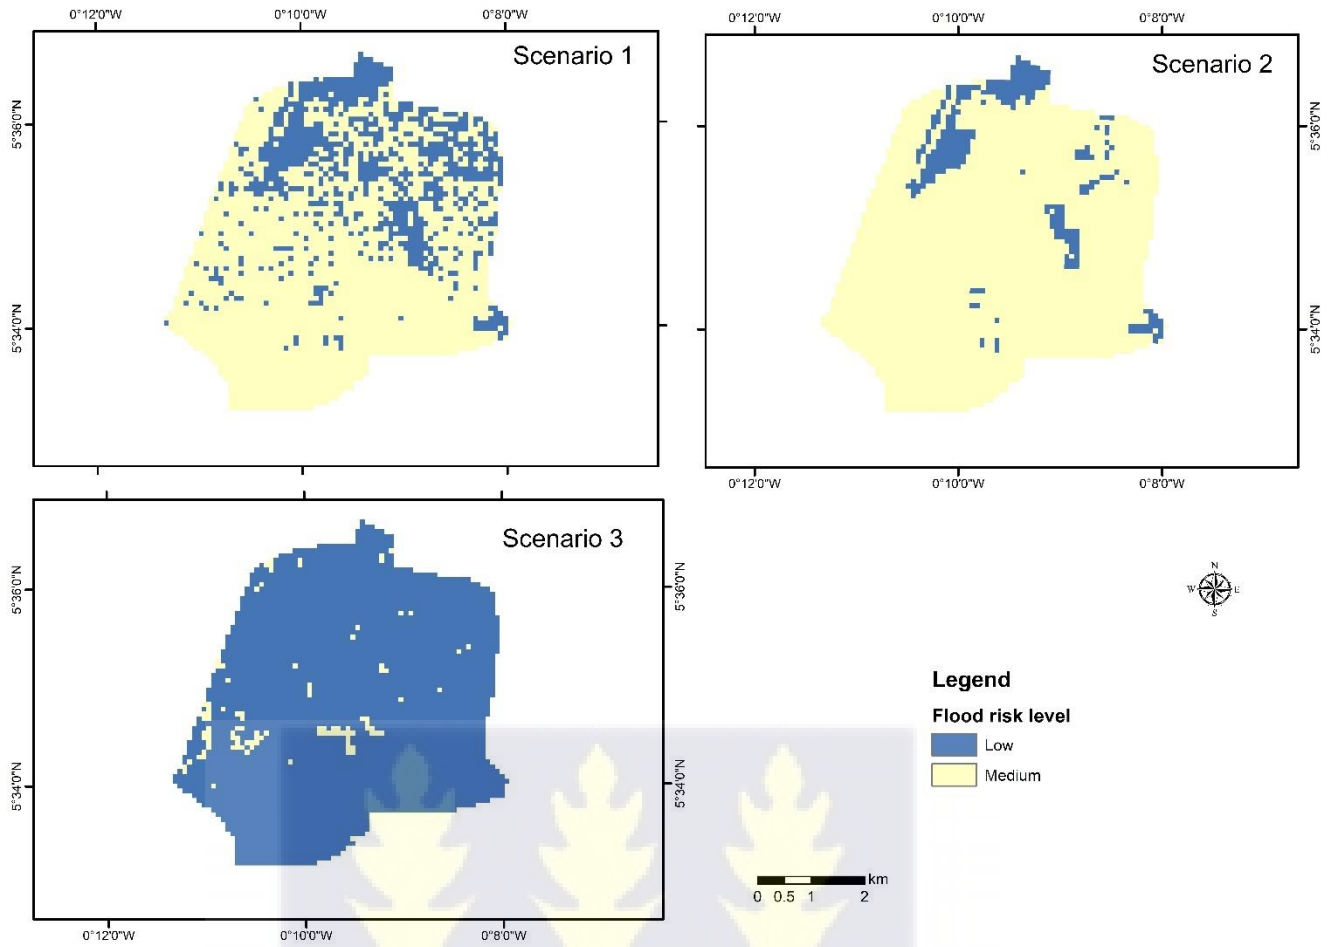 0°12'0"W 0°10'0"W 0°8'0"W
Scenario 1
5°36'0"N
5°34'0"N
0°12'0"W 0°10'0"W 0°8'0"W
Scenario 2
5°36'0"N
5°34'0"N
0°12'0"W 0°10'0"W 0°8'0"W
Scenario 3
5°36'0"N 5°36'0"N
5°34'0"N 5°34'0"N
0°12'0"W 0°10'0"W 0°8'0"W
N
W E
S
Legend
Flood risk level
Low
Medium
km
0 0.5 1 2